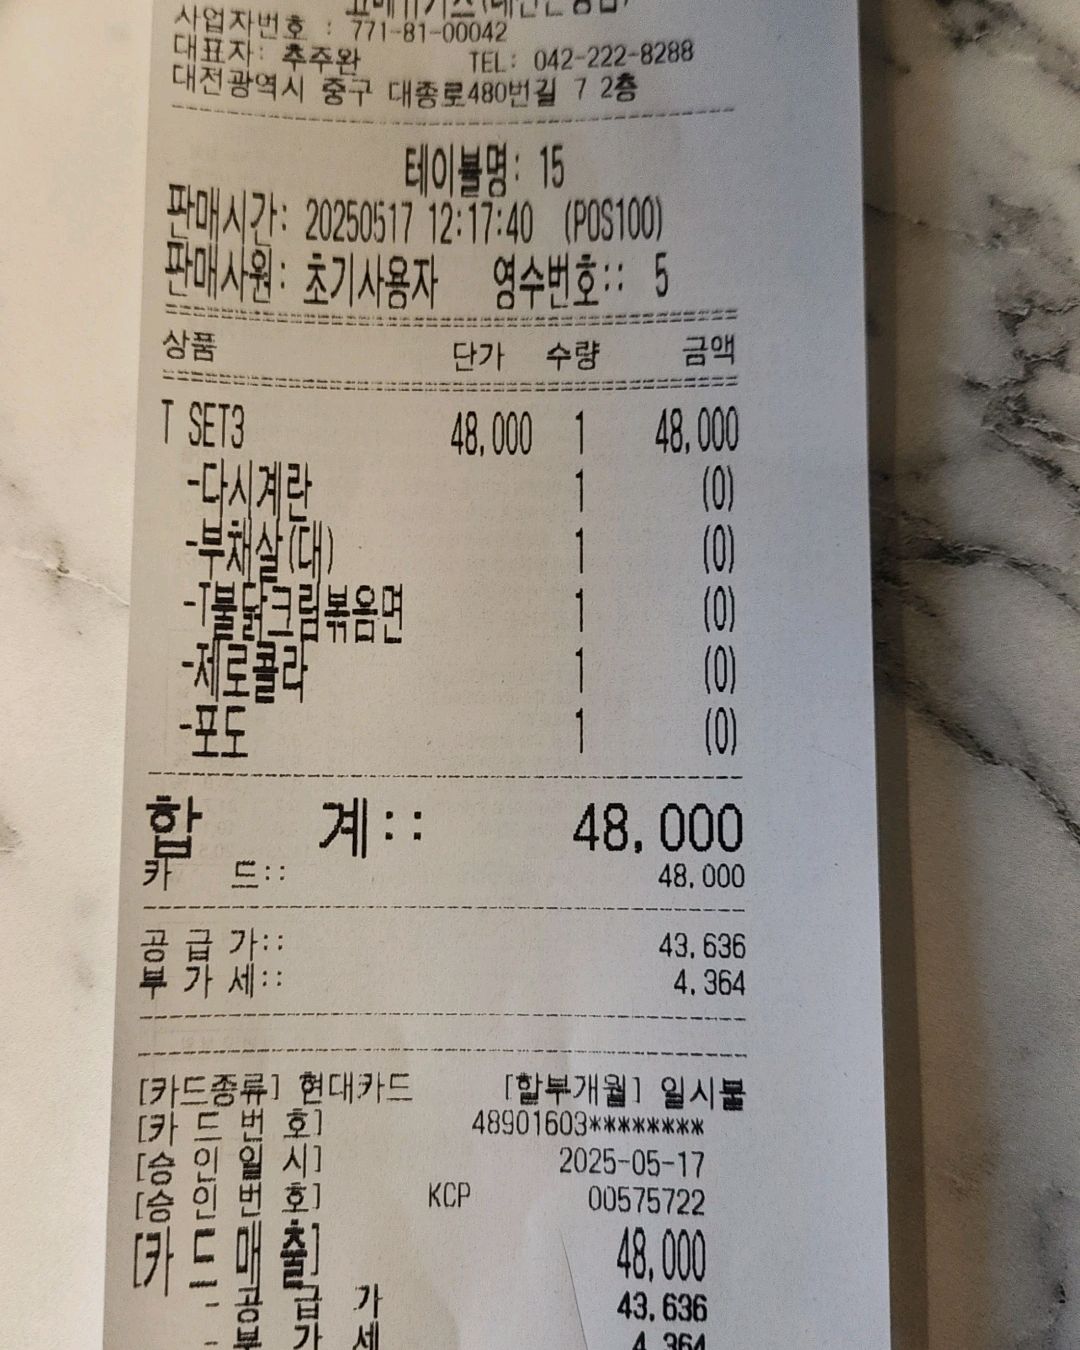 사업자번호 : 771-81-00042
대표자: 추주완 TEL: 042-222-8288
대전광역시 중구 대종로480번길 7 2층
테이블명: 15
판매시간: 20250517 12:17:40 (POS100)
판매사원: 초기사용자 영수번호:: 5
상품 단가 수량 금액
T SET3 48,000 1 48,000
-다시계란 1 (0)
-부채살(대) 1 (0)
-T불닭크림볶음면 1 (0)
-제로콜라 1 (0)
-포도 1 (0)
합 계:: 48,000
카 드:: 48,000
공 급 가:: 43,636
부 가 세:: 4,364
[카드종류] 현대카드 [할부개월] 일시불
[카 드 번 호] 48901603********
[승 인 일 시] 2025-05-17
[승 인 번 호] KCP 00575722
[카 드 매 출] 48,000
- 공 급 가 43,636
- 부 가 세 4,364